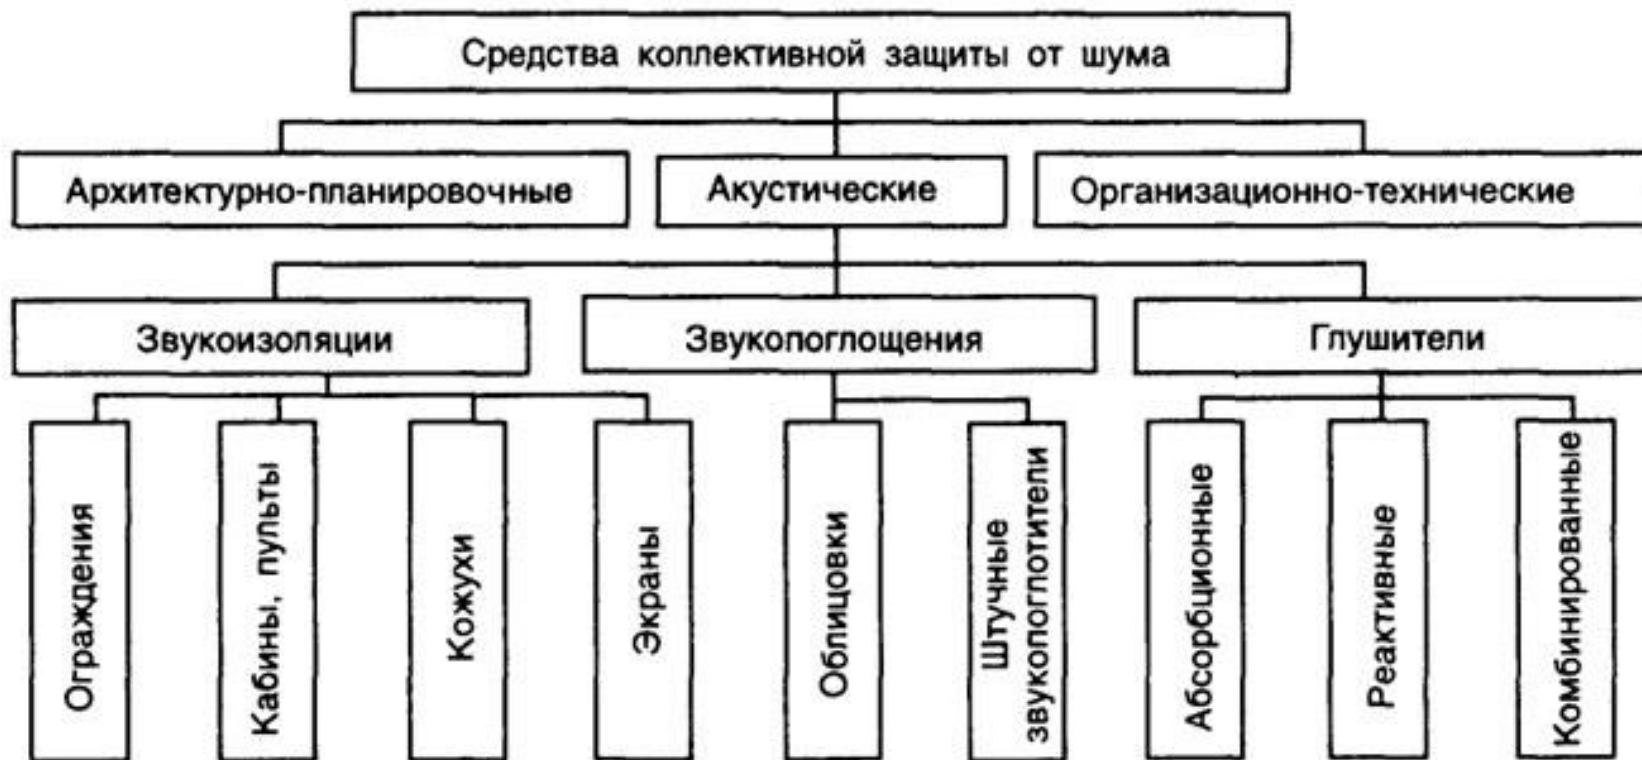 Средства коллективной защиты от шума
Архитектурно-планировочные
Акустические
Организационно-технические
Звукоизоляции
Звукопоглощения
Глушители
Ограждения
Кабины, пульты
Кожухи
Экраны
Облицовки
Штучные
звукопоглотители
Абсорбционные
Реактивные
Комбинированные